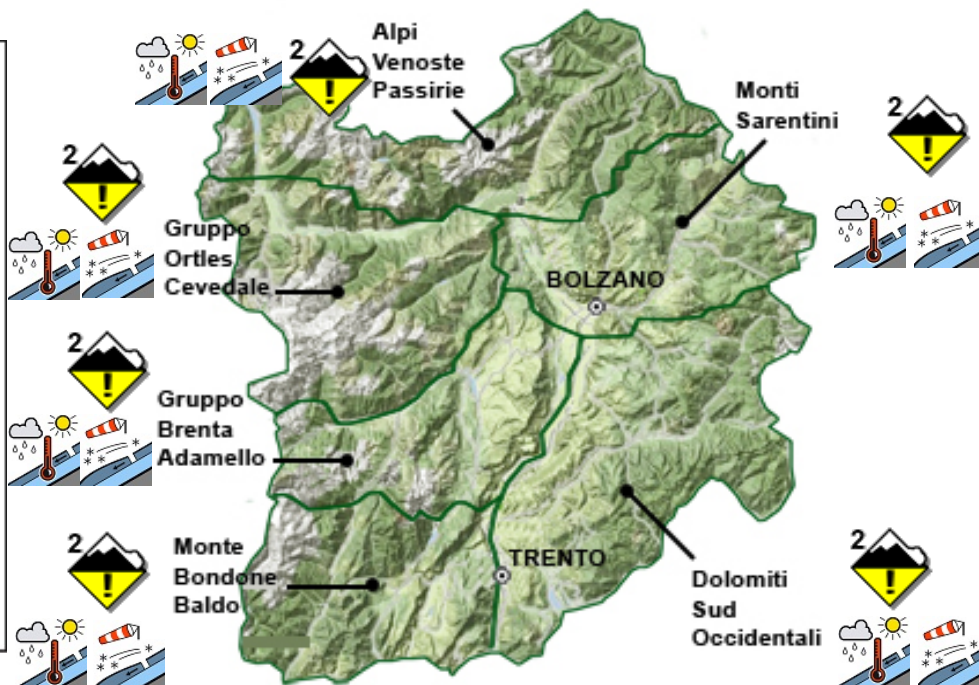 2
Alpi
Venoste
Passirie
Monti
Sarentini
2
2
Gruppo
Ortles
Cevedale
BOLZANO
2
Gruppo
Brenta
Adamello
2
Monte
Bondone
Baldo
TRENTO
2
Dolomiti
Sud
Occidentali